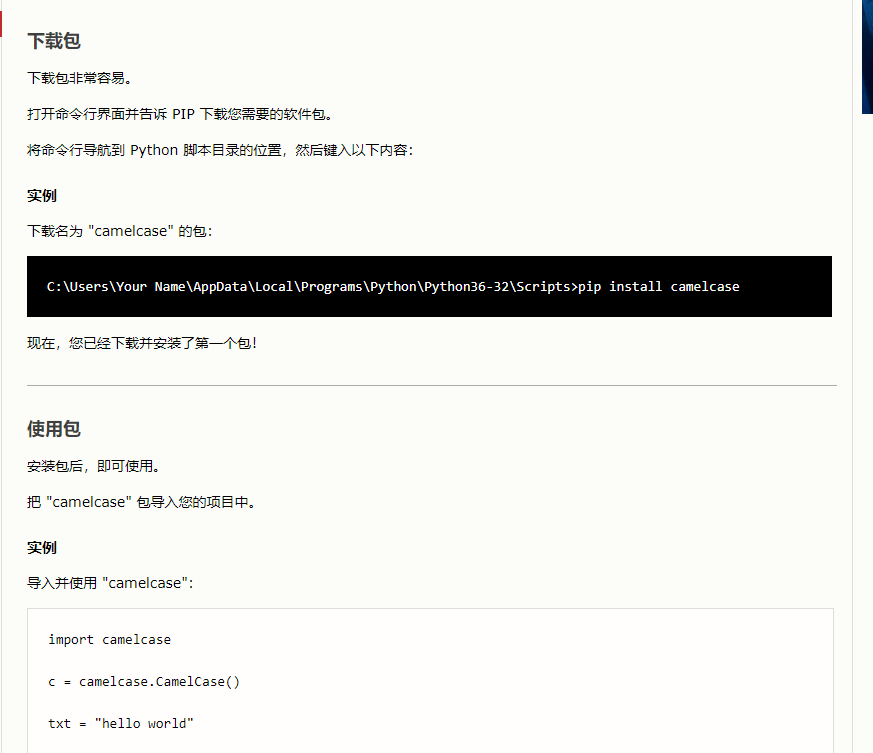 下载包
下载包非常容易。
打开命令行界面并告诉 PIP 下载您需要的软件包。
将命令行导航到 Python 脚本目录的位置，然后键入以下内容：
实例
下载名为 "camelcase" 的包：
C:\Users\Your Name\AppData\Local\Programs\Python\Python36-32\Scripts>pip install camelcase
现在，您已经下载并安装了第一个包！
使用包
安装包后，即可使用。
把 "camelcase" 包导入您的项目中。
实例
导入并使用 "camelcase"：
import camelcase
c = camelcase.CamelCase()
txt = "hello world"